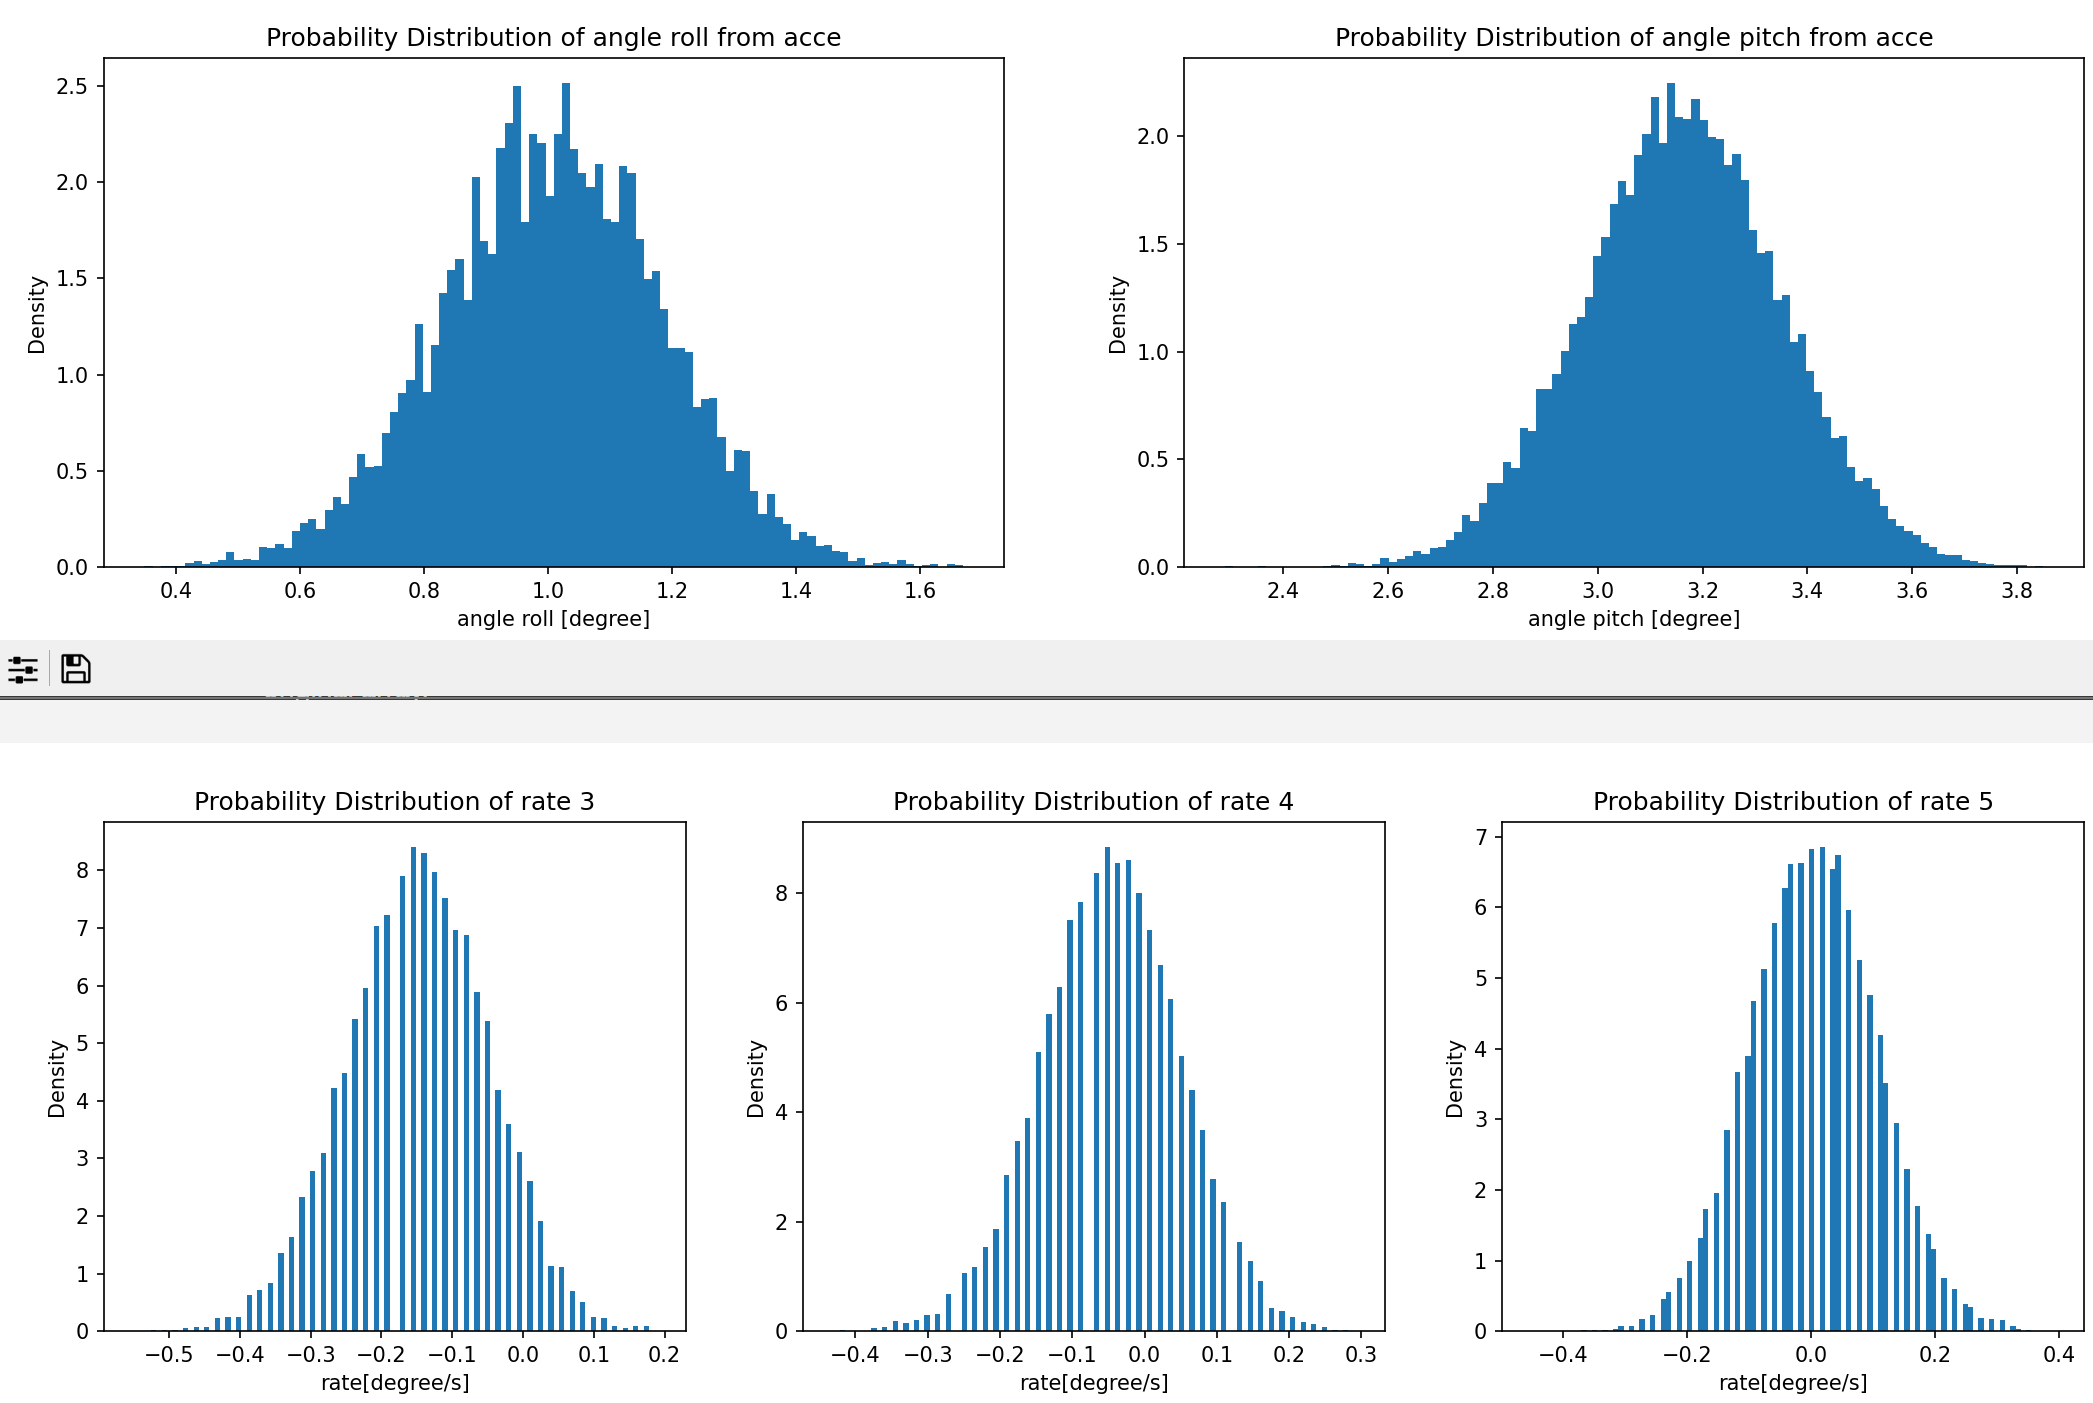 Probability Distribution of angle roll from acce
Probability Distribution of angle pitch from acce
Density
2.5
2.0
1.5
1.0
0.5
0.0
0.4 0.6 0.8 1.0 1.2 1.4 1.6
angle roll [degree]
Density
2.0
1.5
1.0
0.5
0.0
2.4 2.6 2.8 3.0 3.2 3.4 3.6 3.8
angle pitch [degree]
Probability Distribution of rate 3
Density
8
7
6
5
4
3
2
1
0
−0.5 −0.4 −0.3 −0.2 −0.1 0.0 0.1 0.2
rate[degree/s]
Probability Distribution of rate 4
Density
8
6
4
2
0
−0.4 −0.3 −0.2 −0.1 0.0 0.1 0.2 0.3
rate[degree/s]
Probability Distribution of rate 5
Density
7
6
5
4
3
2
1
0
−0.4 −0.2 0.0 0.2 0.4
rate[degree/s]